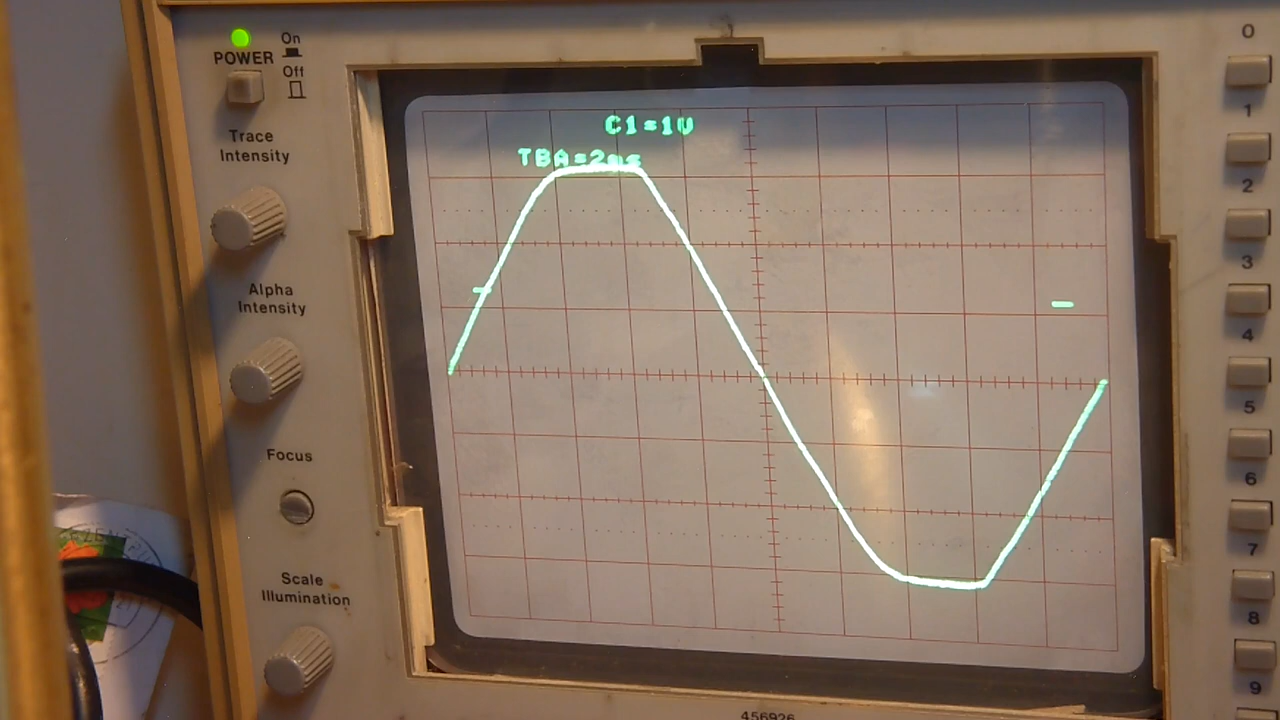 On
POWER
Off
Trace
Intensity
Alpha
Intensity
Focus
Scale
Illumination
C1=1V
TBA=2ms
0
1
2
3
4
5
6
7
8
9
456926